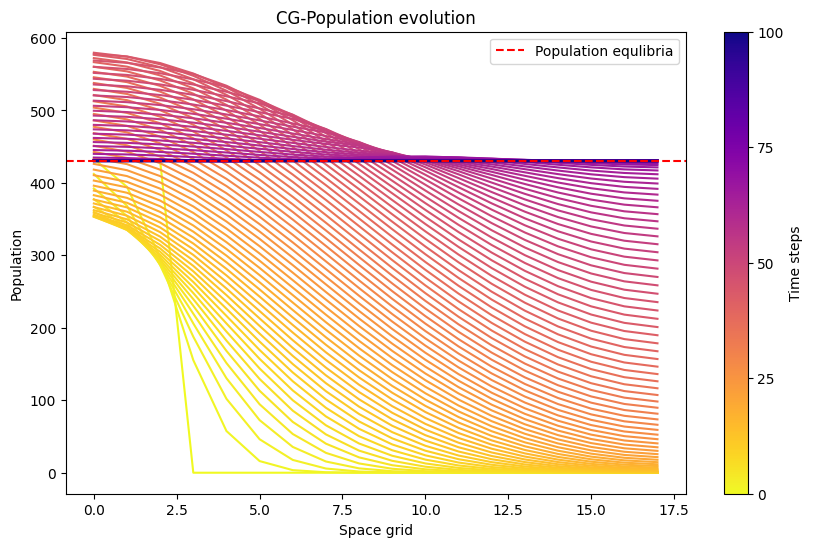 CG-Population evolution
Population equlibria
Population
600
500
400
300
200
100
0
0.0 2.5 5.0 7.5 10.0 12.5 15.0 17.5
Space grid
100
75
50
25
0
Time steps